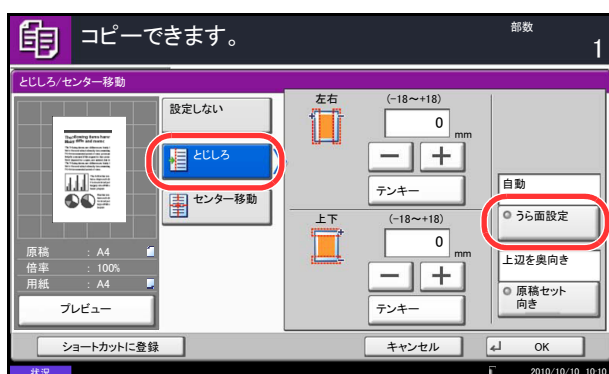 コピーできます。
部数
1
とじしろ/センター移動
設定しない
とじしろ
センター移動
原稿 : A4
倍率 : 100%
用紙 : A4
プレビュー
左右
(-18～+18)
0 mm
－ ＋
テンキー
上下
(-18～+18)
0 mm
－ ＋
テンキー
自動
うら面設定
上辺を奥向き
原稿セット
向き
ショートカットに登録
キャンセル
OK
状況
2010/10/10 10:10